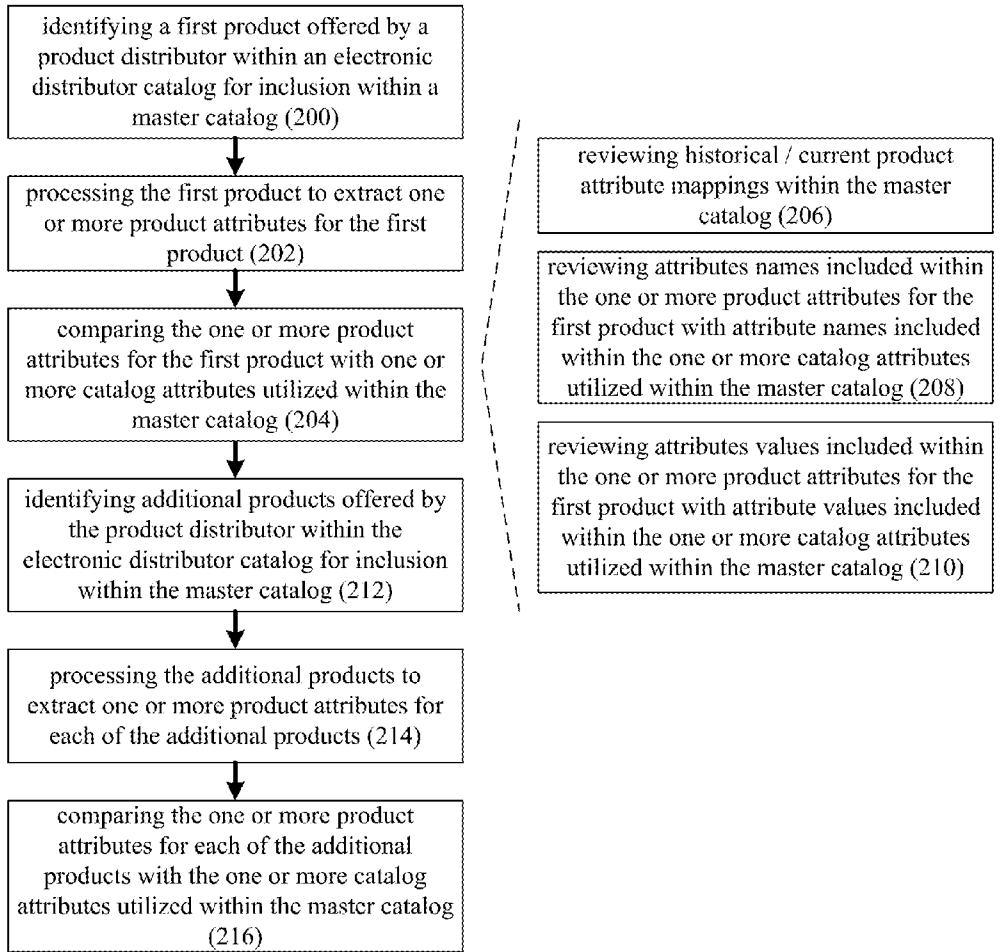 identifying a first product offered by a
product distributor within an electronic
distributor catalog for inclusion within a
master catalog (200)
processing the first product to extract one
or more product attributes for the first
product (202)
comparing the one or more product
attributes for the first product with one or
more catalog attributes utilized within the
master catalog (204)
identifying additional products offered by
the product distributor within the
electronic distributor catalog for inclusion
within the master catalog (212)
processing the additional products to
extract one or more product attributes for
each of the additional products (214)
comparing the one or more product
attributes for each of the additional
products with the one or more catalog
attributes utilized within the master catalog
(216)
reviewing historical / current product
attribute mappings within the master
catalog (206)
reviewing attributes names included within
the one or more product attributes for the
first product with attribute names included
within the one or more catalog attributes
utilized within the master catalog (208)
reviewing attributes values included within
the one or more product attributes for the
first product with attribute values included
within the one or more catalog attributes
utilized within the master catalog (210)